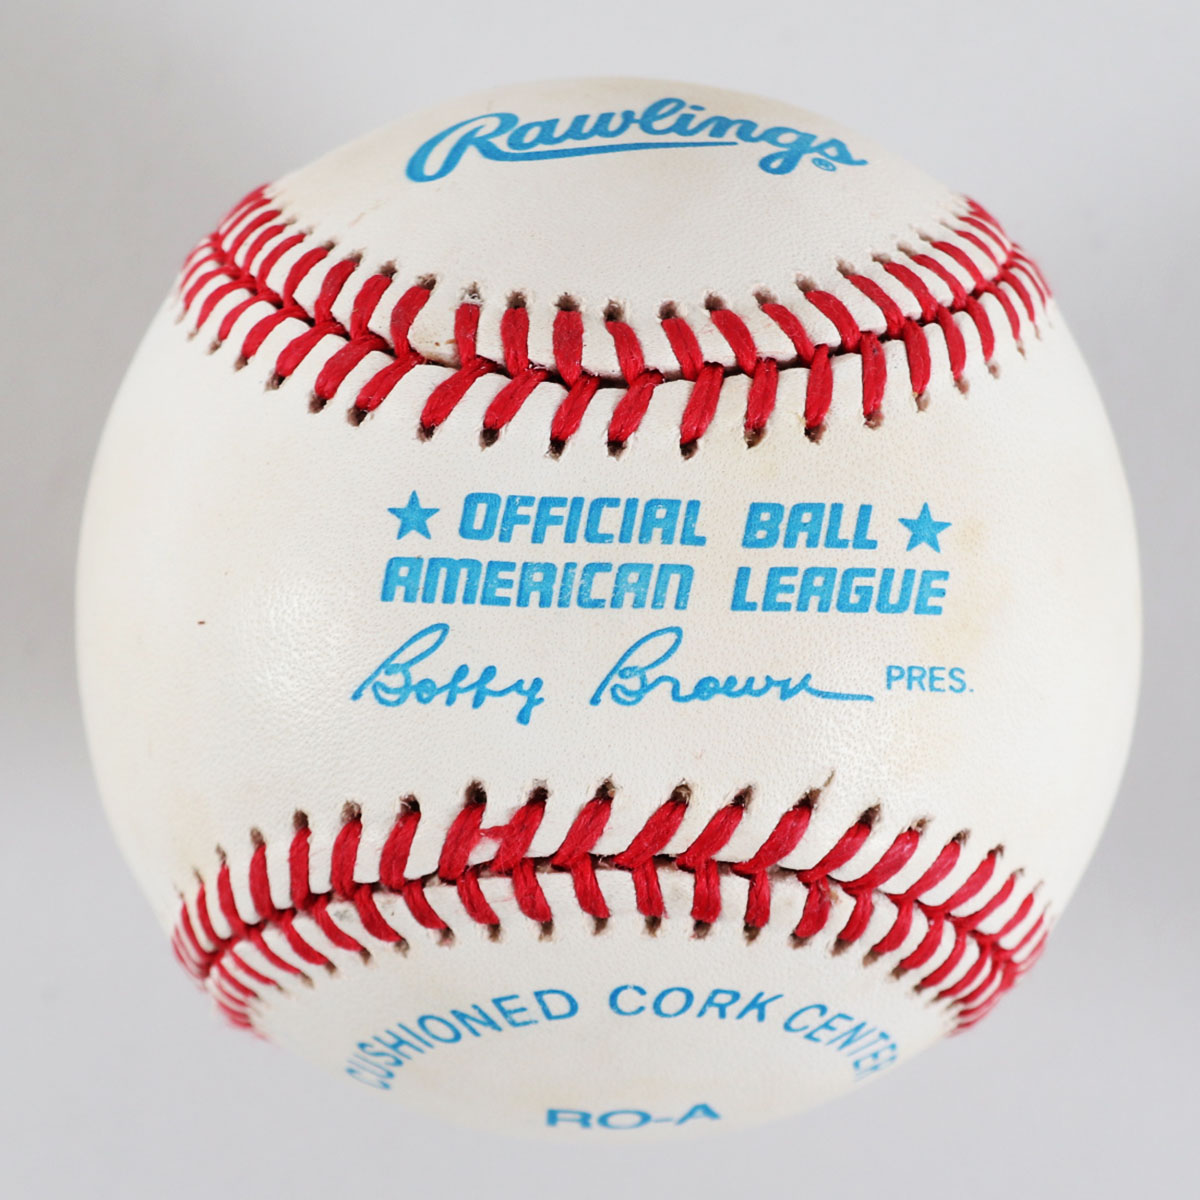 Rawlings®
★ OFFICIAL BALL ★
AMERICAN LEAGUE
Bobby Brown PRES.
CUSHIONED CORK CENTER
RO-A